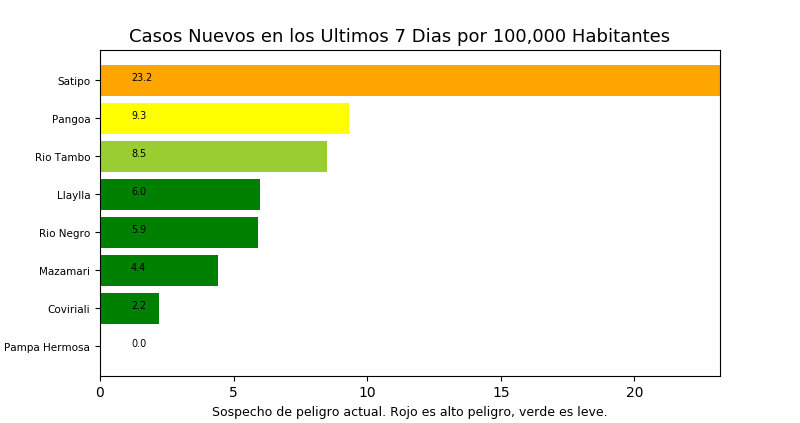 Casos Nuevos en los Ultimos 7 Dias por 100,000 Habitantes
Satipo 23.2
Pangoa 9.3
Rio Tambo 8.5
Llaylla 6.0
Rio Negro 5.9
Mazamari 4.4
Coviriali 2.2
Pampa Hermosa 0.0
0 5 10 15 20
Sospecho de peligro actual. Rojo es alto peligro, verde es leve.